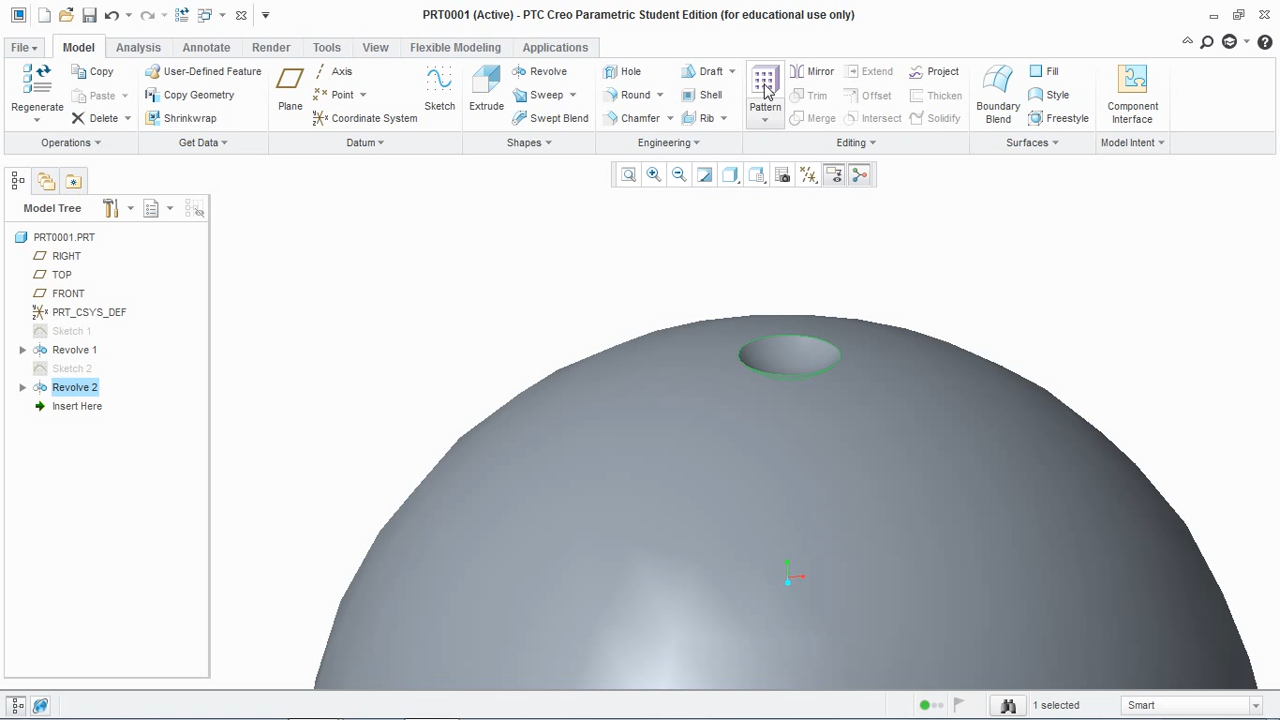 PRT0001 (Active) - PTC Creo Parametric Student Edition (for educational use only)
File Model Analysis Annotate Render Tools View Flexible Modeling Applications
Regenerate
Copy
Paste
Delete
Operations
User-Defined Feature
Copy Geometry
Shrinkwrap
Get Data
Plane
Axis
Point
Coordinate System
Datum
Sketch
Extrude
Revolve
Sweep
Swept Blend
Shapes
Hole
Round
Chamfer
Draft
Shell
Rib
Engineering
Pattern
Mirror
Trim
Merge
Extend
Offset
Intersect
Project
Thicken
Solidify
Editing
Boundary
Blend
Fill
Style
Freestyle
Surfaces
Component
Interface
Model Intent
Model Tree
PRT0001.PRT
RIGHT
TOP
FRONT
PRT_CSYS_DEF
Sketch 1
Revolve 1
Sketch 2
Revolve 2
Insert Here
1 selected
Smart